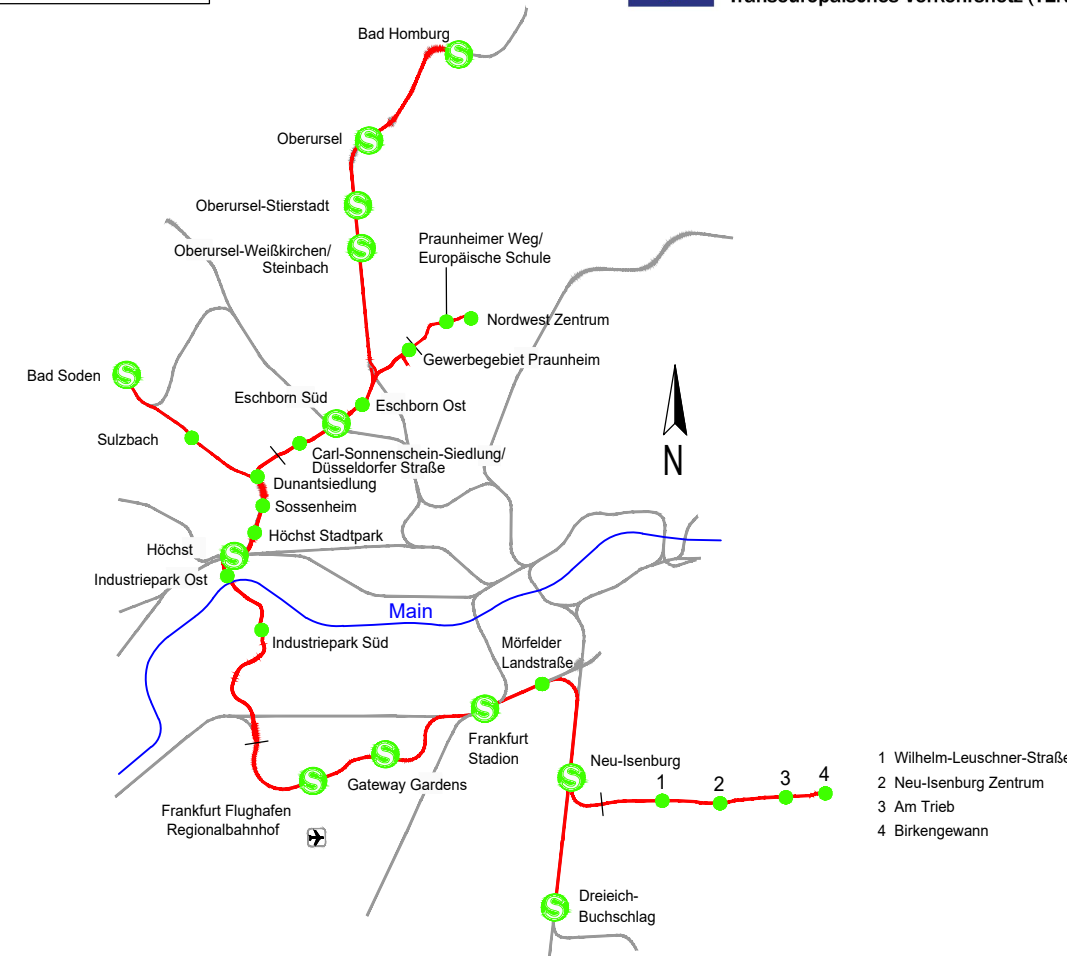 Transeuropäisches Verkehrsnetz
Bad Homburg
Oberursel
Oberursel-Stierstadt
Oberursel-Weißkirchen/
Steinbach
Praunheimer Weg/
Europäische Schule
Nordwest Zentrum
Gewerbegebiet Praunheim
Bad Soden
Eschborn Süd
Eschborn Ost
Sulzbach
Carl-Sonnenschein-Siedlung/
Düsseldorfer Straße
Dunantsiedlung
Sossenheim
Höchst Stadtpark
Höchst
Industriepark Ost
Main
Industriepark Süd
Mörfelder
Landstraße
N
Frankfurt
Stadion
Gateway Gardens
Frankfurt Flughafen
Regionalbahnhof
Neu-Isenburg
1 2 3 4
Dreieich-
Buchschlag
1 Wilhelm-Leuschner-Straße
2 Neu-Isenburg Zentrum
3 Am Trieb
4 Birkengewann
S
S
S
S
S
S
S
S
S
S
S
S